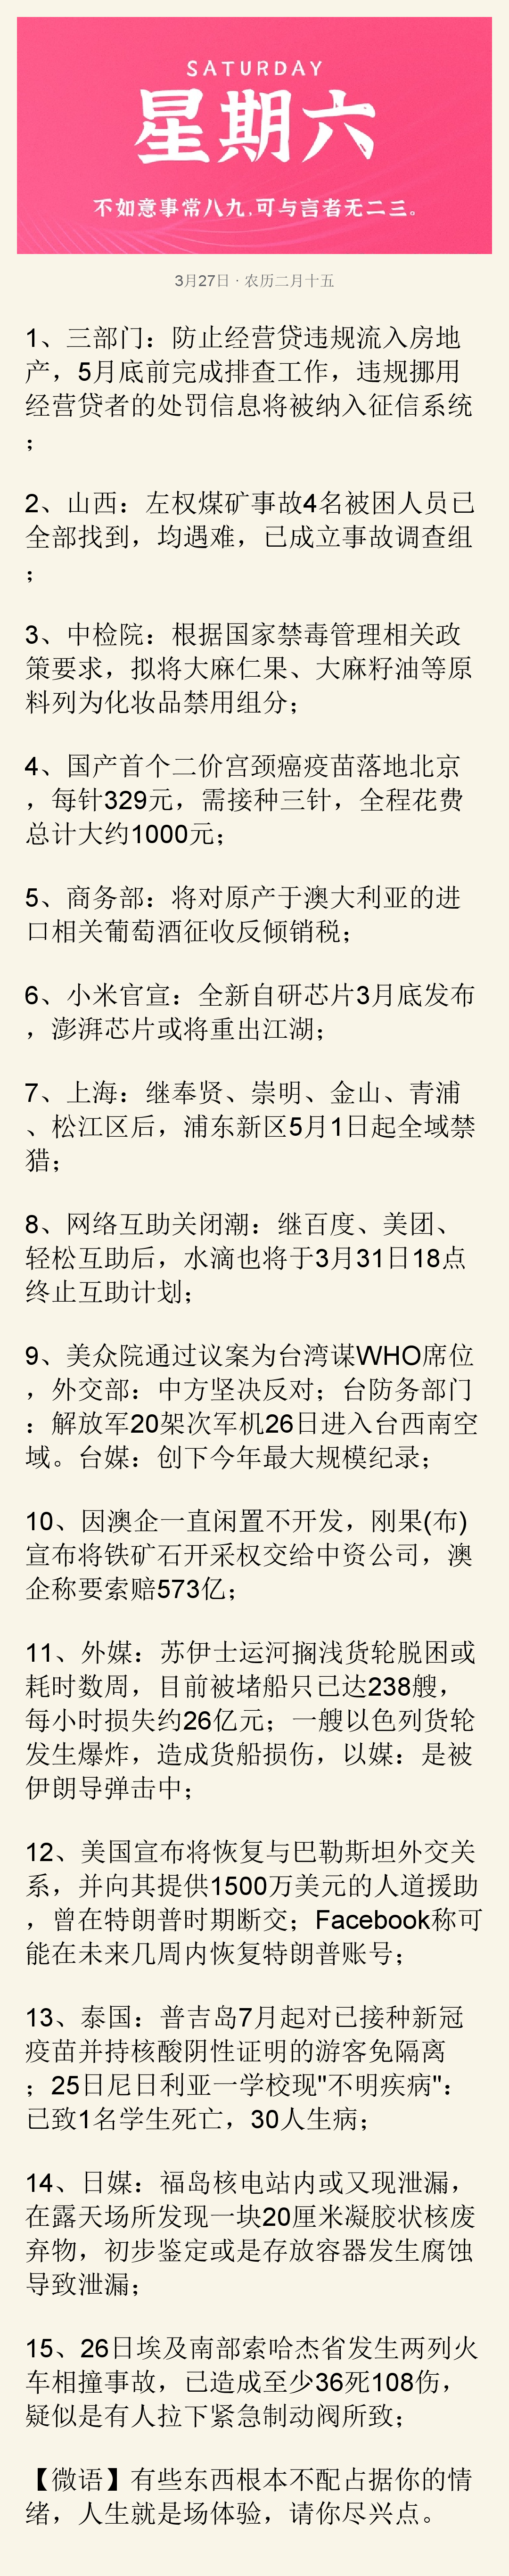 SATURDAY
星期六
不如意事常八九,可与言者无二三。
3月27日 · 农历二月十五
1、三部门：防止经营贷违规流入房地
产，5月底前完成排查工作，违规挪用
经营贷者的处罚信息将被纳入征信系统
；
2、山西：左权煤矿事故4名被困人员已
全部找到，均遇难，已成立事故调查组
；
3、中检院：根据国家禁毒管理相关政
策要求，拟将大麻仁果、大麻籽油等原
料列为化妆品禁用组分；
4、国产首个二价宫颈癌疫苗落地北京
，每针329元，需接种三针，全程花费
总计大约1000元；
5、商务部：将对原产于澳大利亚的进
口相关葡萄酒征收反倾销税；
6、小米官宣：全新自研芯片3月底发布
，澎湃芯片或将重出江湖；
7、上海：继奉贤、崇明、金山、青浦
、松江区后，浦东新区5月1日起全域禁
猎；
8、网络互助关闭潮：继百度、美团、
轻松互助后，水滴也将于3月31日18点
终止互助计划；
9、美众院通过议案为台湾谋WHO席位
，外交部：中方坚决反对；台防务部门
：解放军20架次军机26日进入台西南空
域。台媒：创下今年最大规模纪录；
10、因澳企一直闲置不开发，刚果(布)
宣布将铁矿石开采权交给中资公司，澳
企称要索赔573亿；
11、外媒：苏伊士运河搁浅货轮脱困或
耗时数周，目前被堵船只已达238艘，
每小时损失约26亿元；一艘以色列货轮
发生爆炸，造成货船损伤，以媒：是被
伊朗导弹击中；
12、美国宣布将恢复与巴勒斯坦外交关
系，并向其提供1500万美元的人道援助
，曾在特朗普时期断交；Facebook称可
能在未来几周内恢复特朗普账号；
13、泰国：普吉岛7月起对已接种新冠
疫苗并持核酸阴性证明的游客免隔离
；25日尼日利亚一学校现"不明疾病"：
已致1名学生死亡，30人生病；
14、日媒：福岛核电站内或又现泄漏，
在露天场所发现一块20厘米凝胶状核废
弃物，初步鉴定或是存放容器发生腐蚀
导致泄漏；
15、26日埃及南部索哈杰省发生两列火
车相撞事故，已造成至少36死108伤，
疑似是有人拉下紧急制动阀所致；
【微语】有些东西根本不配占据你的情
绪，人生就是场体验，请你尽兴点。